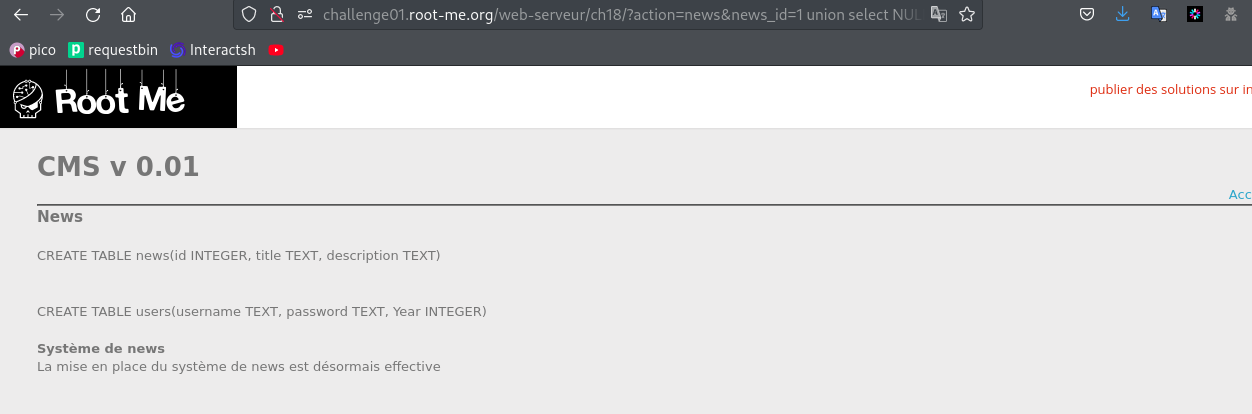 challenge01.root-me.org/web-serveur/ch18/?action=news&news_id=1 union select NUL
pico requestbin Interactsh
Root Me
publier des solutions sur in
CMS v 0.01
Acc
News
CREATE TABLE news(id INTEGER, title TEXT, description TEXT)
CREATE TABLE users(username TEXT, password TEXT, Year INTEGER)
Système de news
La mise en place du système de news est désormais effective